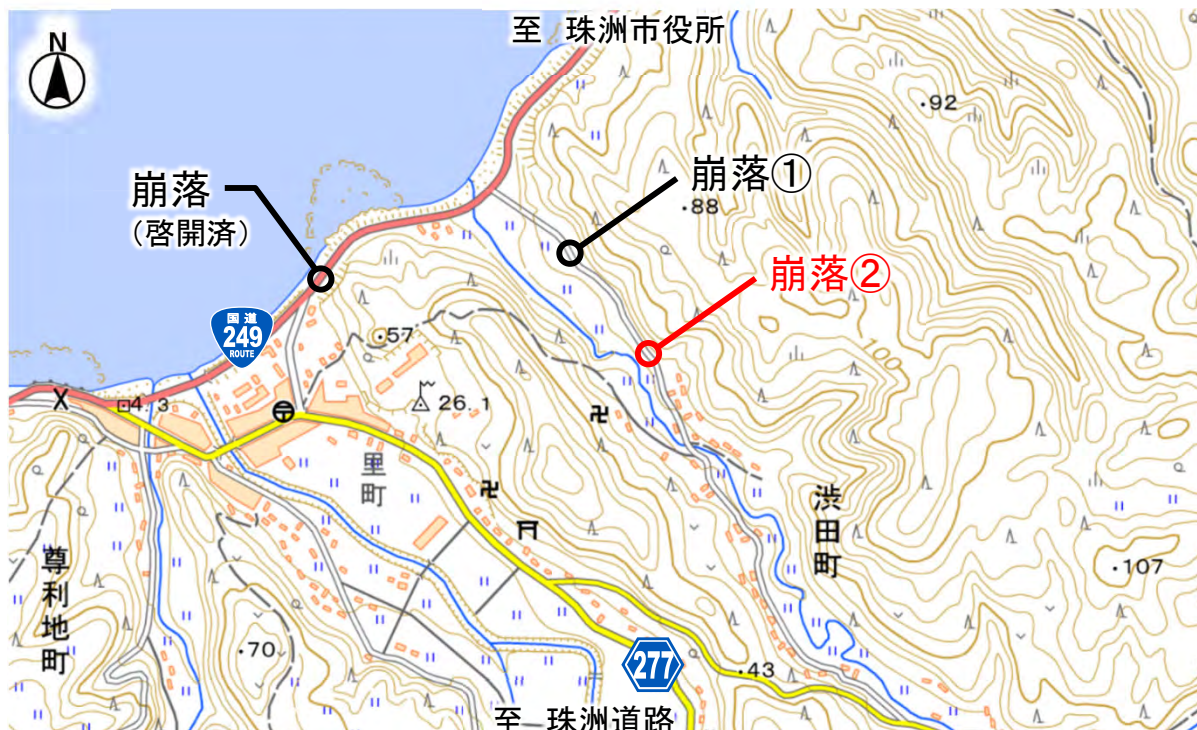 至 珠洲市役所
N
・92
崩落①
崩落
(啓開済)
・88
崩落②
国道
249
ROUTE
・57
100
4.3
26.1
里町
渋田町
尊利地町
・107
・70
277
・43
至 珠洲道路